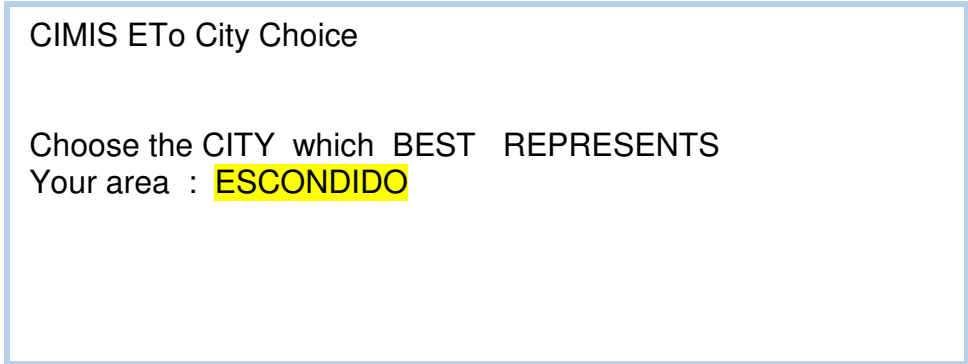 CIMIS ETo City Choice
Choose the CITY which BEST REPRESENTS
Your area : ESCONDIDO